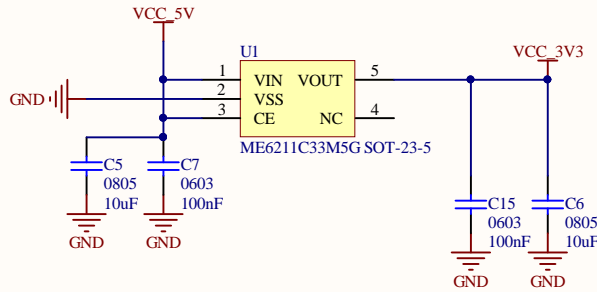 VCC_5V
U1
VCC_3V3
1 VIN VOUT 5
GND 2 VSS
3 CE NC 4
ME6211C33M5G SOT-23-5
C5 C7
0805 0603
10uF 100nF
C15 C6
0603 0805
100nF 10uF
GND GND
GND GND